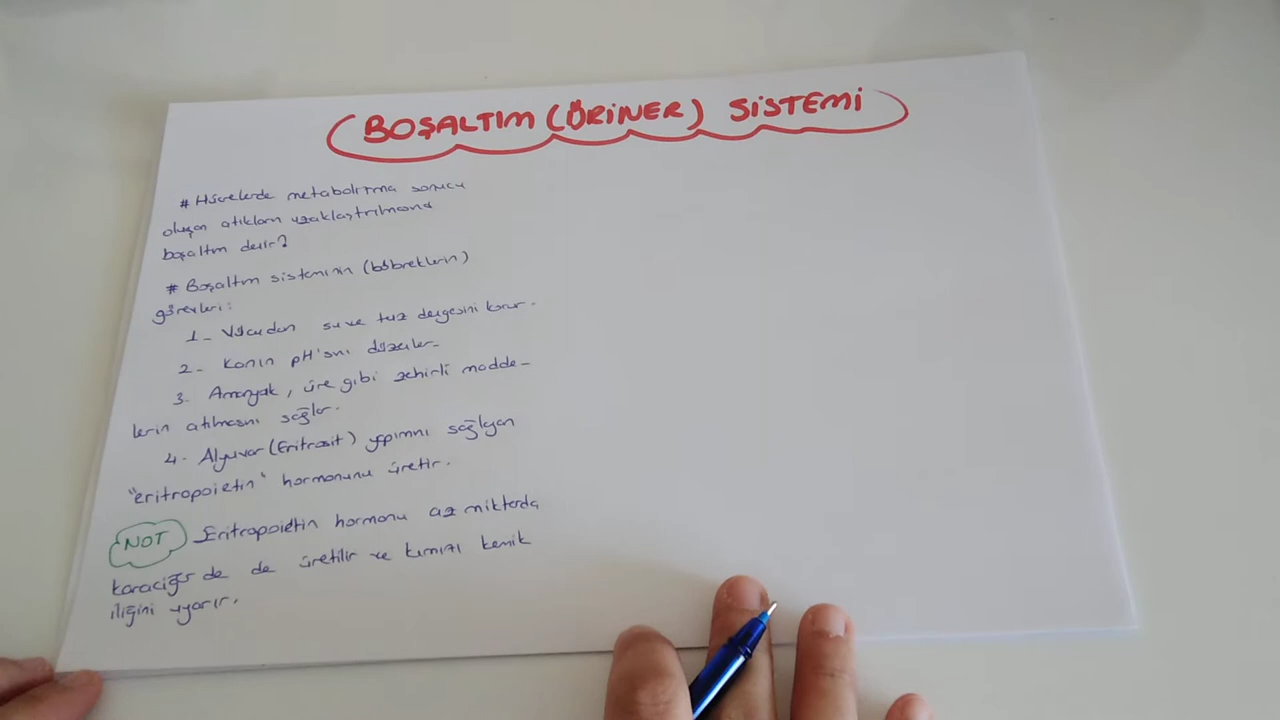 BOŞALTIM (ÜRİNER) SİSTEMİ
# Hücrelerde metabolizma sonucu
oluşan atıkların uzaklaştırılmasına
boşaltım denir?
# Boşaltım sisteminin (böbreklerin)
görevleri:
1- Vücudun su ve tuz dengesini korur.
2- Kanın pH'sını düzenler.
3. Amonyak, üre gibi zehirli madde-
lerin atılmasını sağlar.
4. Alyuvar (Eritrosit) yapımını sağlayan
"eritropoietin" hormonunu üretir.
NOT Eritropoietin hormonu az miktarda
karaciğer de de üretilir ve kırmızı kemik
iliğini uyarır.